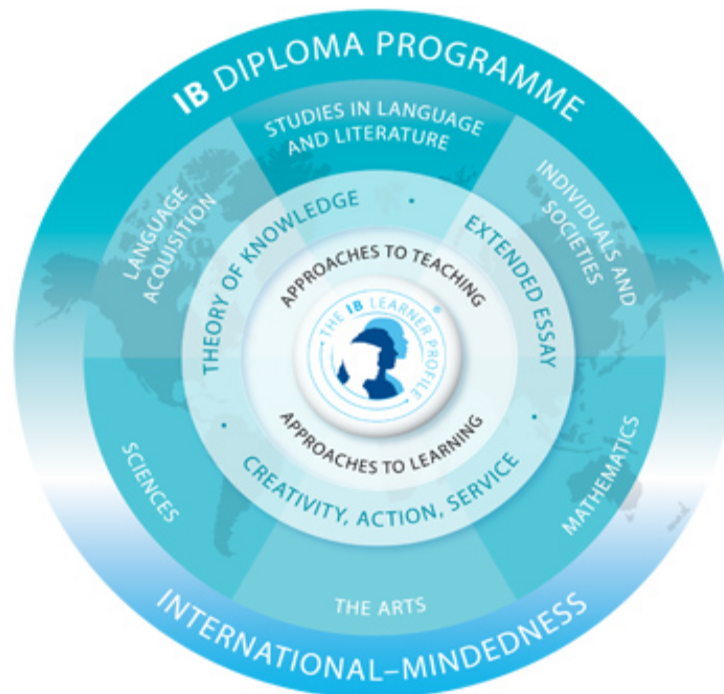 IB DIPLOMA PROGRAMME
STUDIES IN LANGUAGE
AND LITERATURE
LANGUAGE
ACQUISITION
INDIVIDUALS AND
SOCIETIES
THEORY OF KNOWLEDGE
·
EXTENDED ESSAY
·
APPROACHES TO TEACHING
THE IB LEARNER PROFILE
®
APPROACHES TO LEARNING
·
CREATIVITY, ACTION, SERVICE
SCIENCES
MATHEMATICS
THE ARTS
INTERNATIONAL–MINDEDNESS